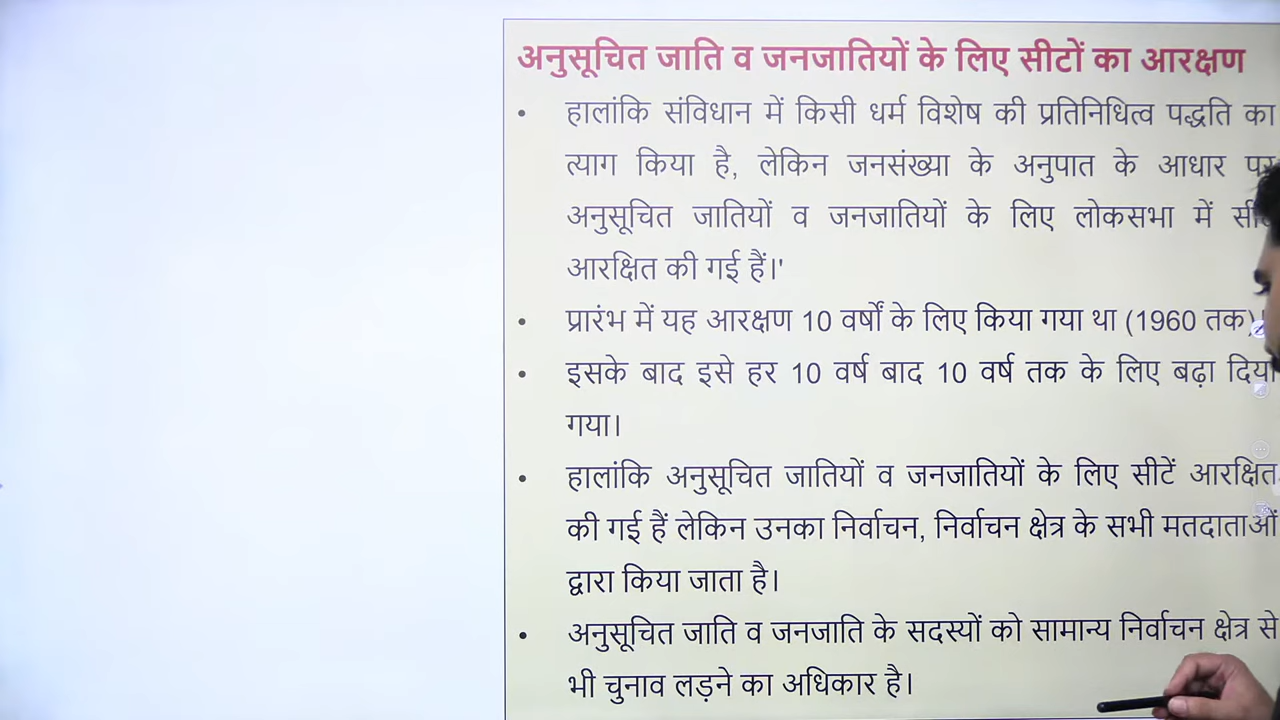 अनुसूचित जाति व जनजातियों के लिए सीटों का आरक्षण
• हालांकि संविधान में किसी धर्म विशेष की प्रतिनिधित्व पद्धति का
त्याग किया है, लेकिन जनसंख्या के अनुपात के आधार पर
अनुसूचित जातियों व जनजातियों के लिए लोकसभा में
आरक्षित की गई हैं।'
• प्रारंभ में यह आरक्षण 10 वर्षों के लिए किया गया था (1960 तक)
• इसके बाद इसे हर 10 वर्ष बाद 10 वर्ष तक के लिए बढ़ा दिया
गया।
• हालांकि अनुसूचित जातियों व जनजातियों के लिए सीटें आरक्षित
की गई हैं लेकिन उनका निर्वाचन, निर्वाचन क्षेत्र के सभी मतदाताओं
द्वारा किया जाता है।
• अनुसूचित जाति व जनजाति के सदस्यों को सामान्य निर्वाचन क्षेत्र से
भी चुनाव लड़ने का अधिकार है।